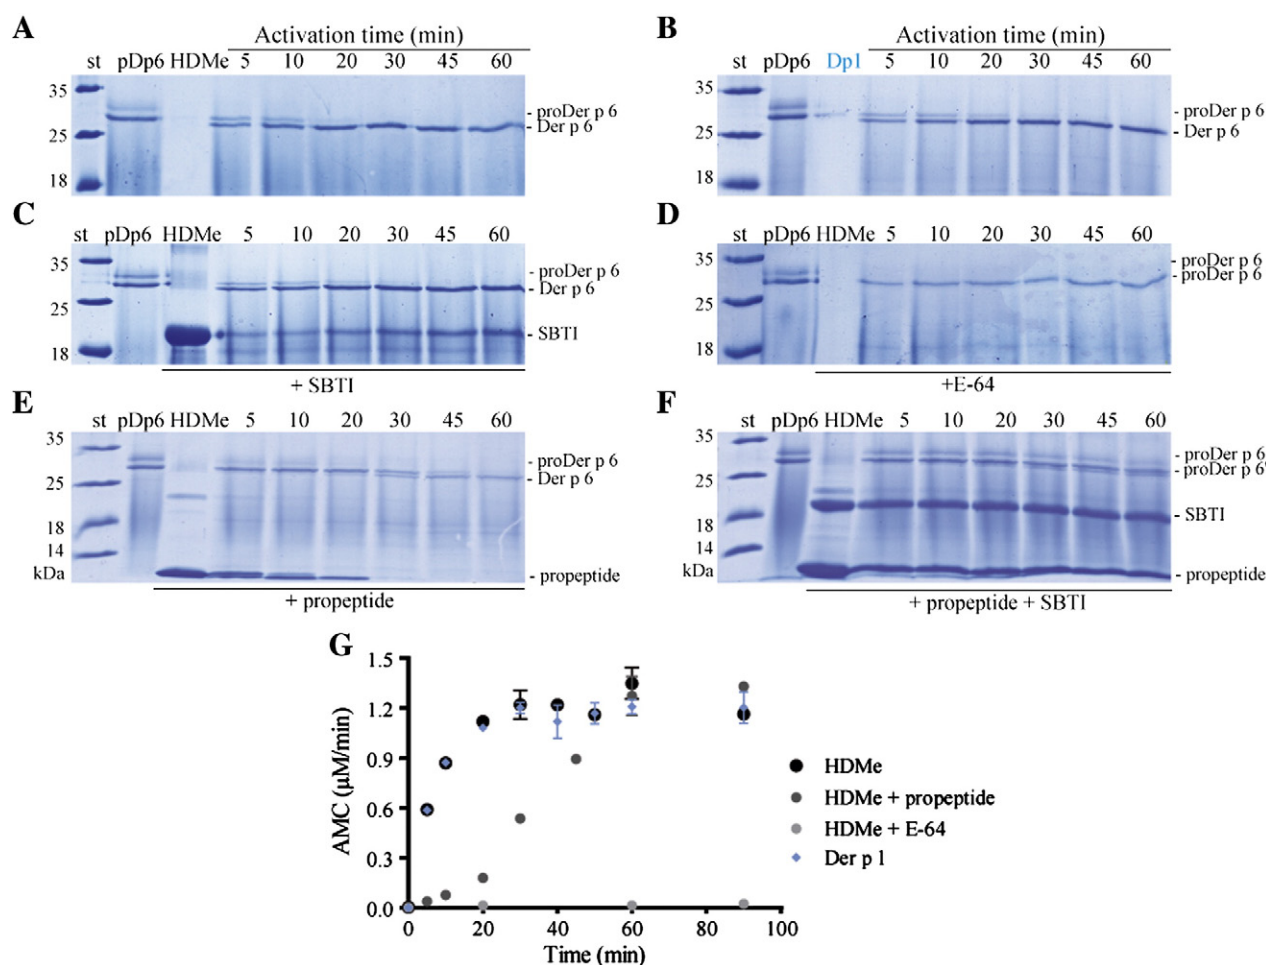 A
Activation time (min)
st pDp6 HDMe 5 10 20 30 45 60
35
25
18
- proDer p 6
- Der p 6
B
Activation time (min)
st pDp6 Dp1 5 10 20 30 45 60
35
25
18
- proDer p 6
- Der p 6
C
st pDp6 HDMe 5 10 20 30 45 60
35
25
18
- proDer p 6
- Der p 6
- SBTI
+ SBTI
D
st pDp6 HDMe 5 10 20 30 45 60
35
25
18
- proDer p 6
- proDer p 6
+E-64
E
st pDp6 HDMe 5 10 20 30 45 60
35
25
18
14
kDa
- proDer p 6
- Der p 6
- propeptide
+ propeptide
F
st pDp6 HDMe 5 10 20 30 45 60
35
25
18
14
kDa
- proDer p 6
- proDer p 6'
- SBTI
- propeptide
+ propeptide + SBTI
G
AMC (µM/min)
1.5
1.2
0.9
0.6
0.3
0.0
0 20 40 60 80 100
Time (min)
HDMe
HDMe + propeptide
HDMe + E-64
Der p 1